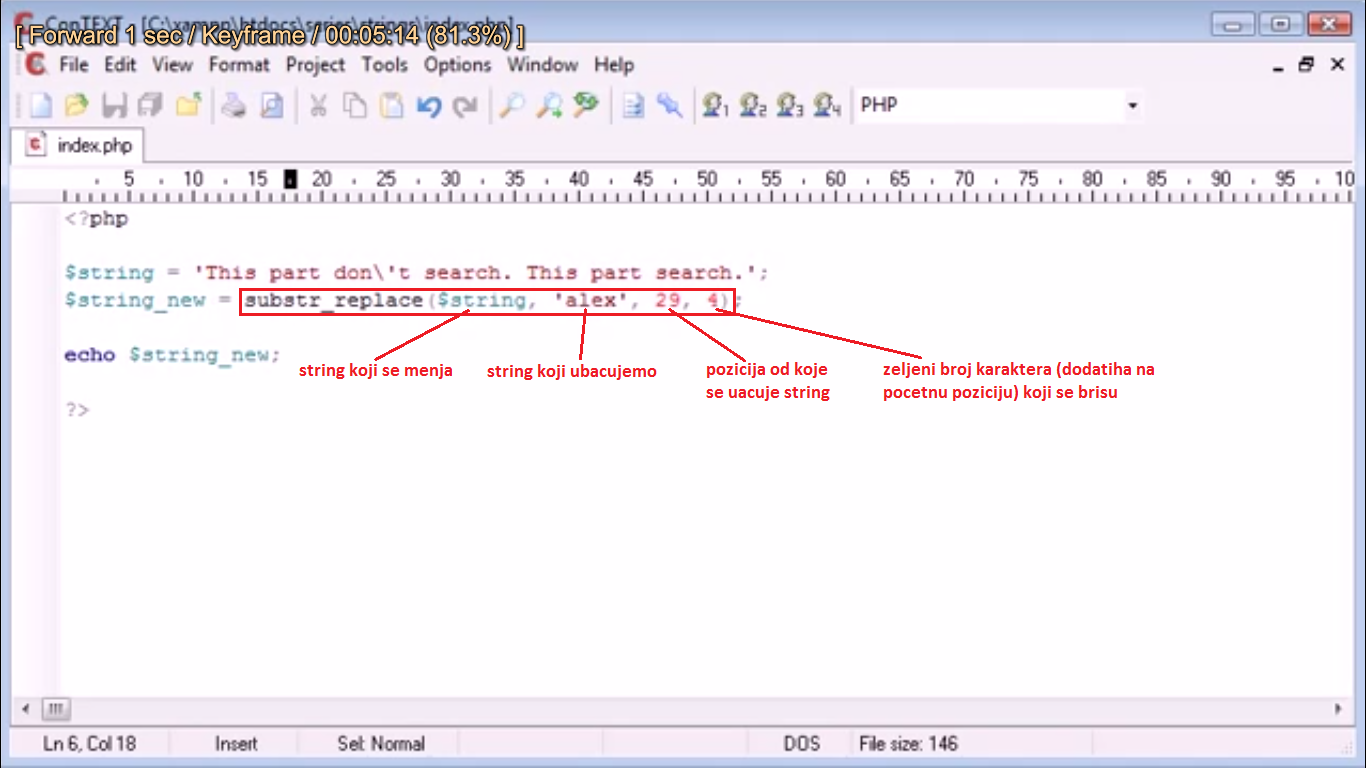 ConTEXT - [C:\xampp\htdocs\series\strings\index.php]
[ Forward 1 sec / Keyframe / 00:05:14 (81.3%) ]
File Edit View Format Project Tools Options Window Help
1 2 3 4 PHP
index.php
5 10 15 20 25 30 35 40 45 50 55 60 65 70 75 80 85 90 95 10
<?php
$string = 'This part don\'t search. This part search.';
$string_new = substr_replace($string, 'alex', 29, 4);
echo $string_new;
string koji se menja
string koji ubacujemo
pozicija od koje
se uacuje string
zeljeni broj karaktera (dodatiha na
pocetnu poziciju) koji se brisu
?>
Ln 6, Col 18 Insert Sel: Normal DOS File size: 146